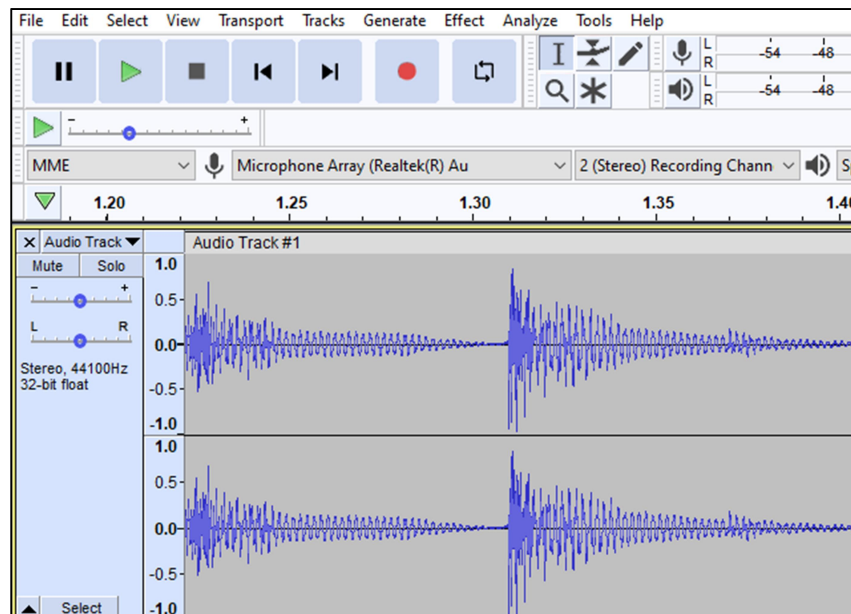 File Edit Select View Transport Tracks Generate Effect Analyze Tools Help
L
R
-54 -48
L
R
-54 -48
- +
MME Microphone Array (Realtek(R) Au 2 (Stereo) Recording Chann
1.20 1.25 1.30 1.35
X Audio Track Audio Track #1
Mute Solo
- +
L R
Stereo, 44100Hz
32-bit float
1.0
0.5
0.0
-0.5
-1.0
1.0
0.5
0.0
-0.5
-1.0
Select